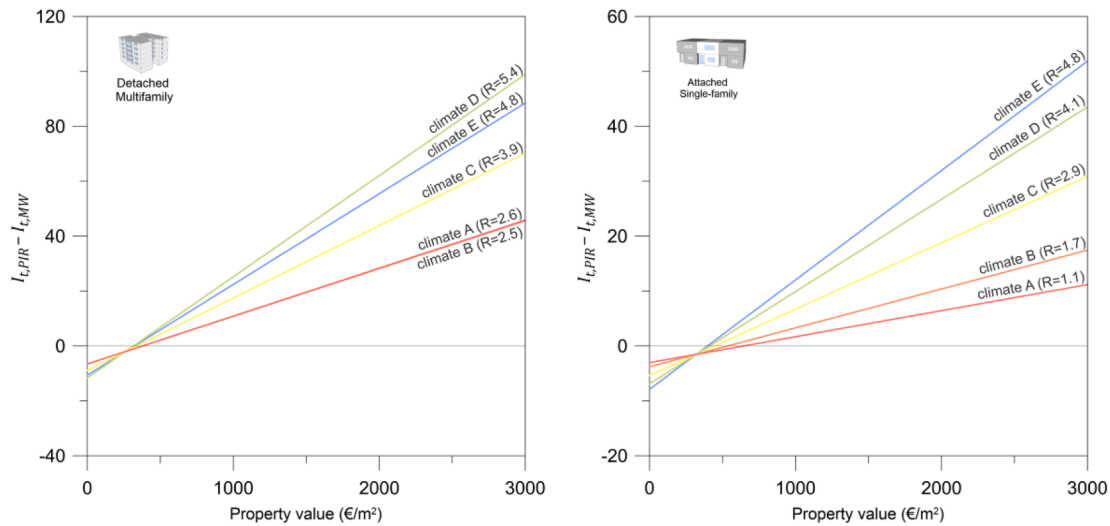 120
80
40
0
-40
I_t,PIR − I_t,MW
Detached
Multifamily
climate D (R=5.4)
climate E (R=4.8)
climate C (R=3.9)
climate A (R=2.6)
climate B (R=2.5)
0
1000
2000
3000
Property value (€/m²)
60
40
20
0
-20
I_t,PIR − I_t,MW
Attached
Single-family
climate E (R=4.8)
climate D (R=4.1)
climate C (R=2.9)
climate B (R=1.7)
climate A (R=1.1)
0
1000
2000
3000
Property value (€/m²)